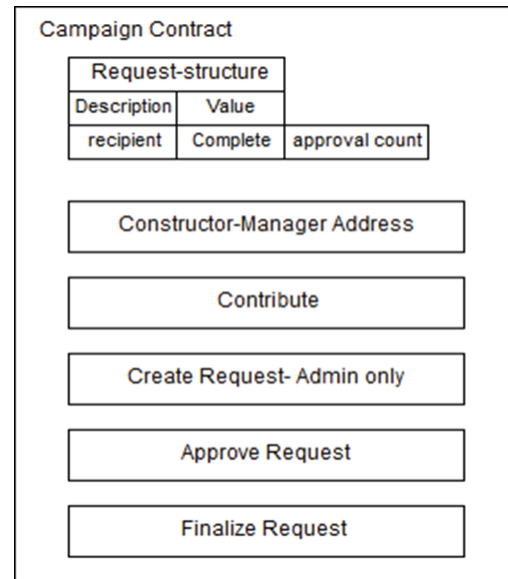 Campaign Contract
Request-structure
Description Value
recipient Complete approval count
Constructor-Manager Address
Contribute
Create Request- Admin only
Approve Request
Finalize Request